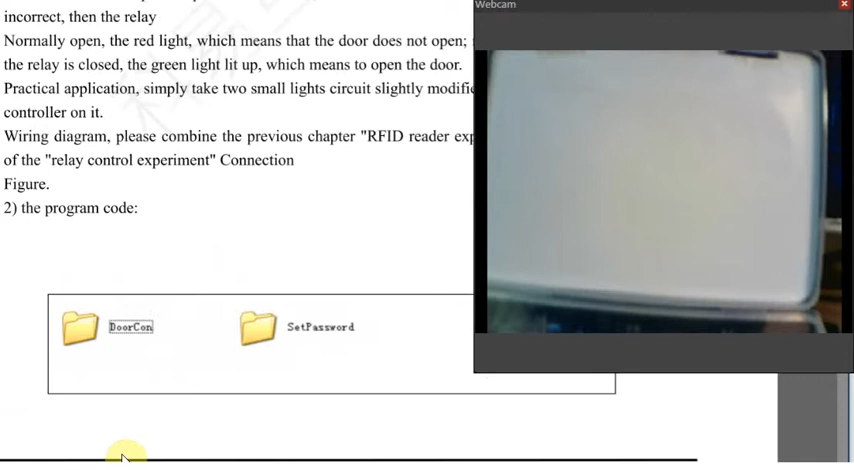 incorrect, then the relay
Normally open, the red light, which means that the door does not open;
the relay is closed, the green light lit up, which means to open the door.
Practical application, simply take two small lights circuit slightly
controller on it.
Wiring diagram, please combine the previous chapter "RFID reader
of the "relay control experiment" Connection
Figure.
2) the program code:
DoorCon
SetPassword
Webcam